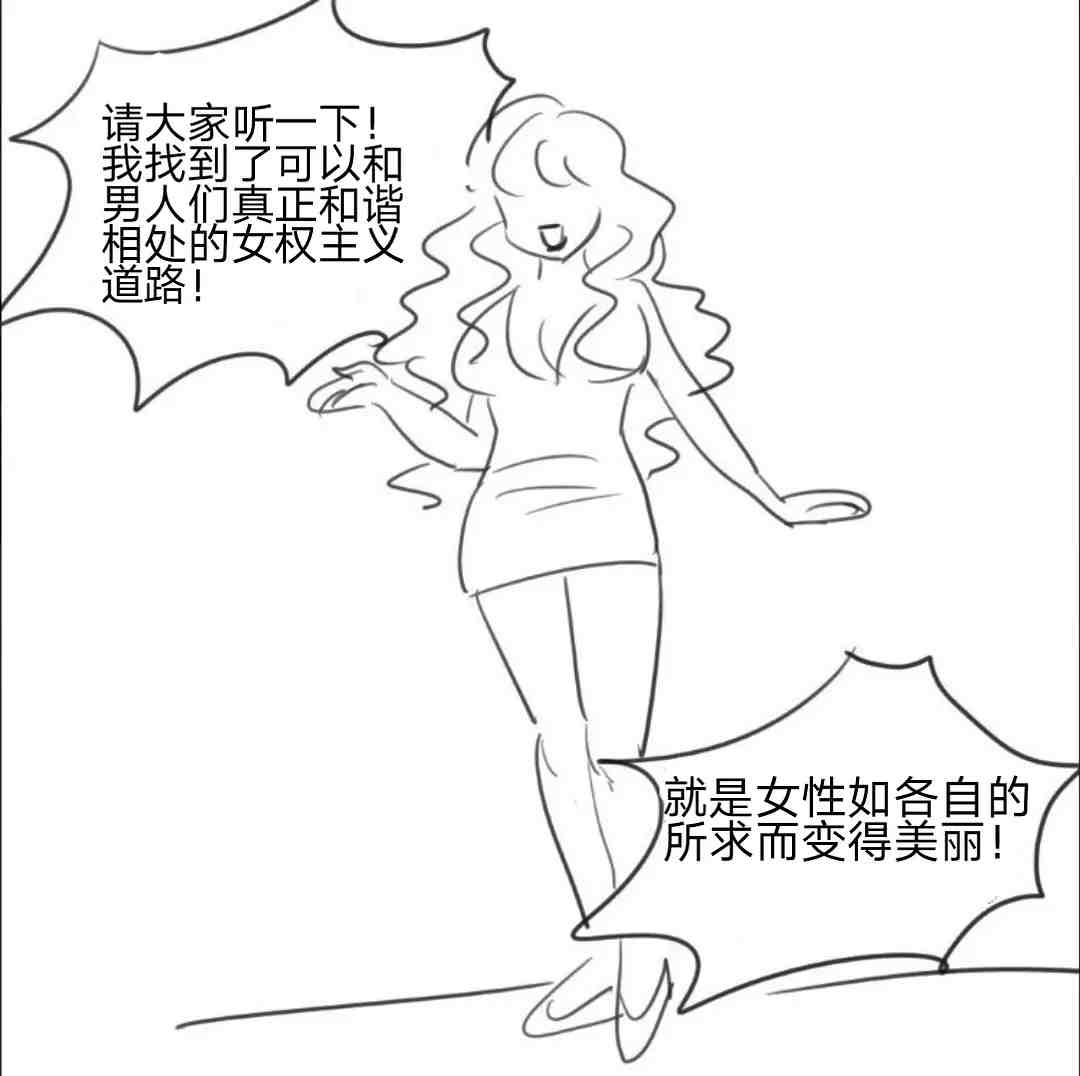 请大家听一下！
我找到了可以和
男人们真正和谐
相处的女权主义
道路！
就是女性如各自的
所求而变得美丽！